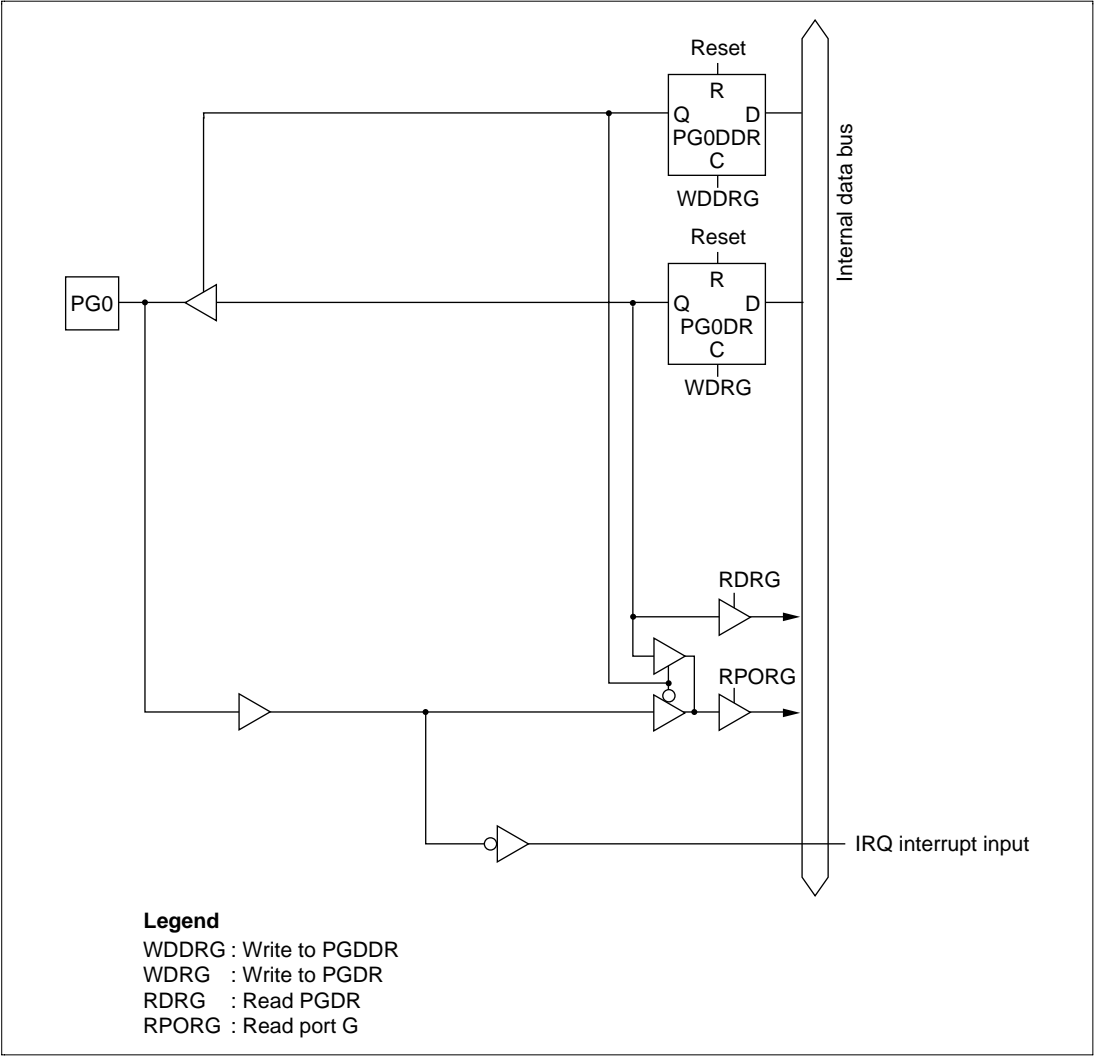 Reset
R
Q D
PG0DDR
C
WDDRG
Internal data bus
Reset
R
PG0
Q D
PG0DR
C
WDRG
RDRG
RPORG
IRQ interrupt input
Legend
WDDRG : Write to PGDDR
WDRG : Write to PGDR
RDRG : Read PGDR
RPORG : Read port G